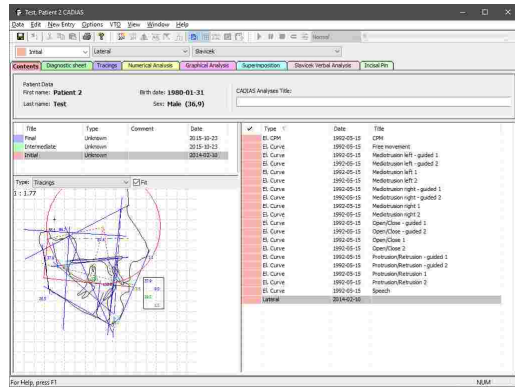 Test, Patient 2 CADIAS
Data Edit New Entry Options VTO View Window Help
Normal
Initial Lateral Slavicek
Contents Diagnostic sheet Tracings Numerical Analysis Graphical Analysis Superimposition Slavicek Verbal Analysis Incisal Pin
Patient Data
First name: Patient 2 Birth date: 1980-01-31
Last name: Test Sex: Male (36,9)
CADIAS Analyses Title:
Title Type Comment Date
Final Unknown 2015-10-23
Intermediate Unknown 2015-10-23
Initial Unknown 2014-02-10
Type: Tracings Fit
1 : 1.77
Type Date Title
El. CPM 1992-05-15 CPM
El. Curve 1992-05-15 Free movement
El. Curve 1992-05-15 Mediotrusion left - guided 1
El. Curve 1992-05-15 Mediotrusion left - guided 2
El. Curve 1992-05-15 Mediotrusion left 1
El. Curve 1992-05-15 Mediotrusion left 2
El. Curve 1992-05-15 Mediotrusion right - guided 1
El. Curve 1992-05-15 Mediotrusion right - guided 2
El. Curve 1992-05-15 Mediotrusion right 1
El. Curve 1992-05-15 Mediotrusion right 2
El. Curve 1992-05-15 Open/Close - guided 1
El. Curve 1992-05-15 Open/Close - guided 2
El. Curve 1992-05-15 Open/Close 1
El. Curve 1992-05-15 Open/Close 2
El. Curve 1992-05-15 Protrusion/Retrusion - guided 1
El. Curve 1992-05-15 Protrusion/Retrusion - guided 2
El. Curve 1992-05-15 Protrusion/Retrusion 1
El. Curve 1992-05-15 Protrusion/Retrusion 2
El. Curve 1992-05-15 Speech
Lateral 2014-02-10
For Help, press F1 NUM